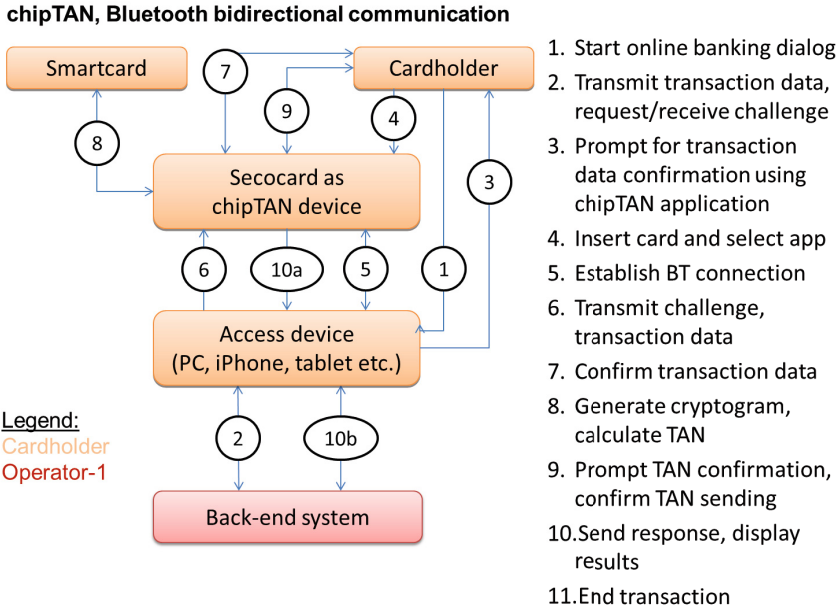 chipTAN, Bluetooth bidirectional communication
Smartcard
7
Cardholder
9
4
8
3
Secocard as
chipTAN device
6
10a
5
1
Access device
(PC, iPhone, tablet etc.)
2
10b
Back-end system
Legend:
Cardholder
Operator-1
1. Start online banking dialog
2. Transmit transaction data,
request/receive challenge
3. Prompt for transaction
data confirmation using
chipTAN application
4. Insert card and select app
5. Establish BT connection
6. Transmit challenge,
transaction data
7. Confirm transaction data
8. Generate cryptogram,
calculate TAN
9. Prompt TAN confirmation,
confirm TAN sending
10.Send response, display
results
11.End transaction